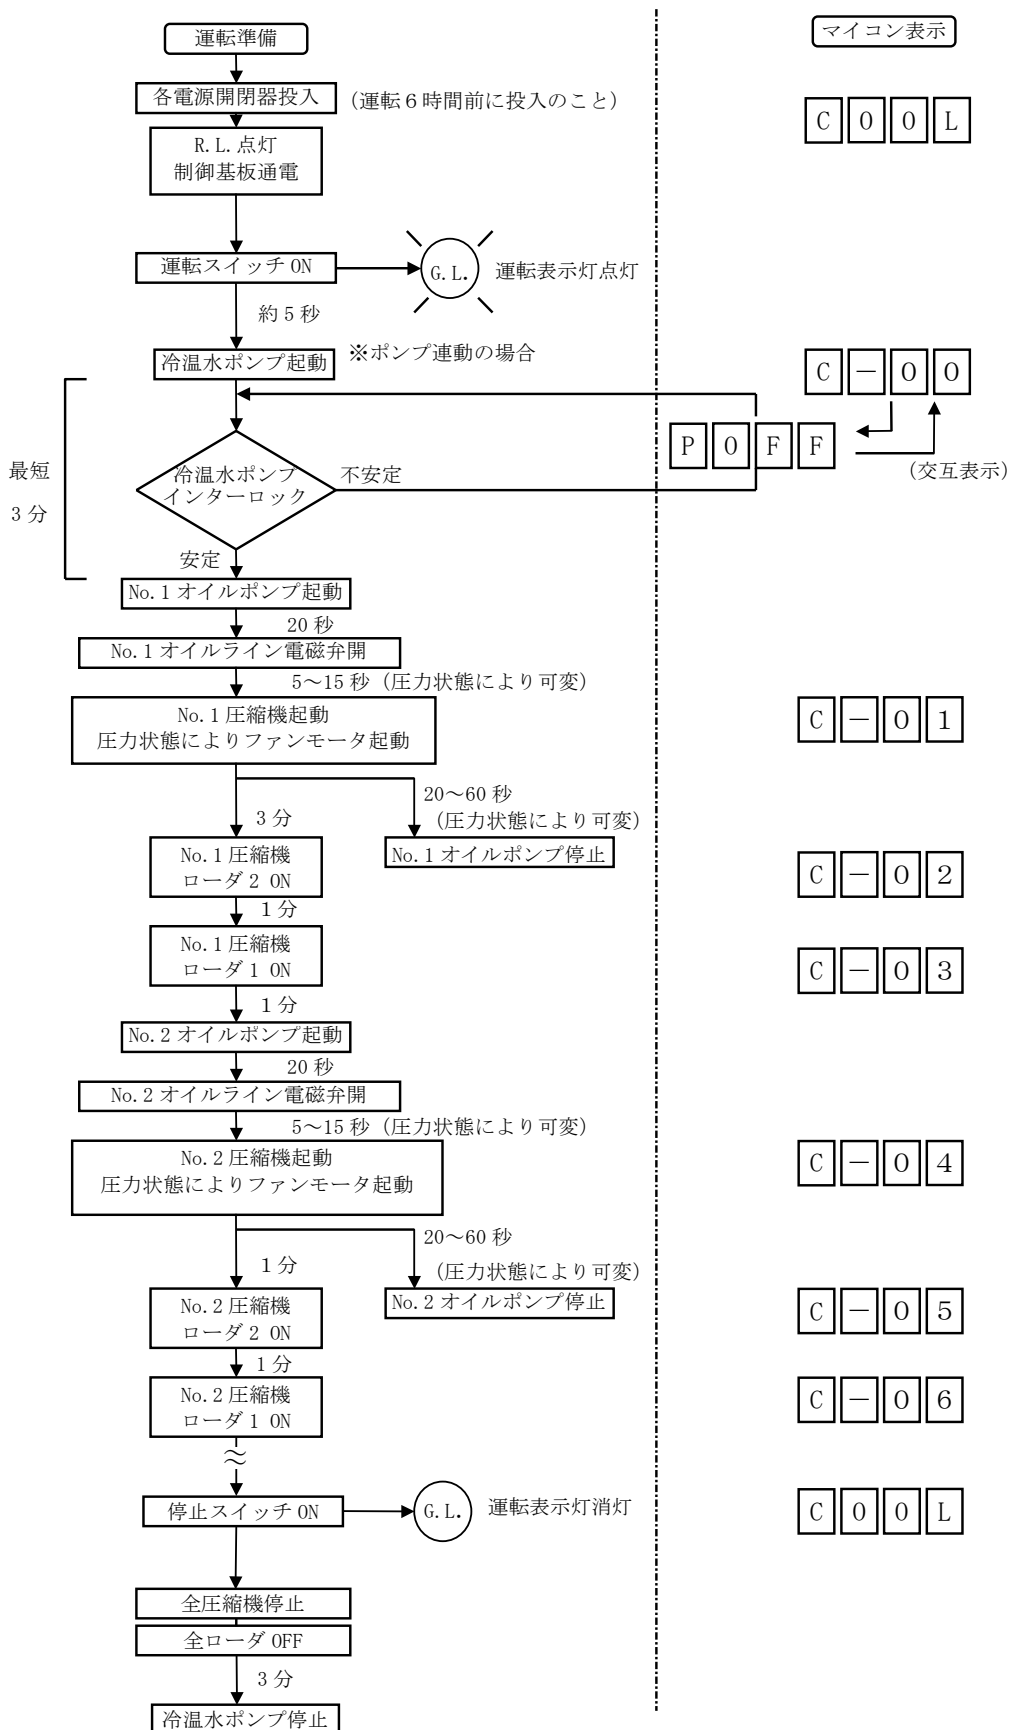 運転準備
マイコン表示
各電源開閉器投入
(運転6時間前に投入のこと)
COOL
R.L.点灯
制御基板通電
運転スイッチON
G.L.
運転表示灯点灯
約5秒
冷温水ポンプ起動
※ポンプ連動の場合
C-00
POFF
(交互表示)
最短
3分
冷温水ポンプ
インターロック
不安定
安定
No.1オイルポンプ起動
20秒
No.1オイルライン電磁弁開
5～15秒(圧力状態により可変)
No.1圧縮機起動
圧力状態によりファンモータ起動
C-01
20～60秒
(圧力状態により可変)
3分
No.1オイルポンプ停止
No.1圧縮機
ローダ2 ON
C-02
1分
No.1圧縮機
ローダ1 ON
C-03
1分
No.2オイルポンプ起動
20秒
No.2オイルライン電磁弁開
5～15秒(圧力状態により可変)
No.2圧縮機起動
圧力状態によりファンモータ起動
C-04
20～60秒
(圧力状態により可変)
1分
No.2オイルポンプ停止
No.2圧縮機
ローダ2 ON
C-05
1分
No.2圧縮機
ローダ1 ON
C-06
≈
停止スイッチON
G.L.
運転表示灯消灯
COOL
全圧縮機停止
全ローダOFF
3分
冷温水ポンプ停止